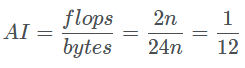 AI = flops/bytes = 2n/24n = 1/12